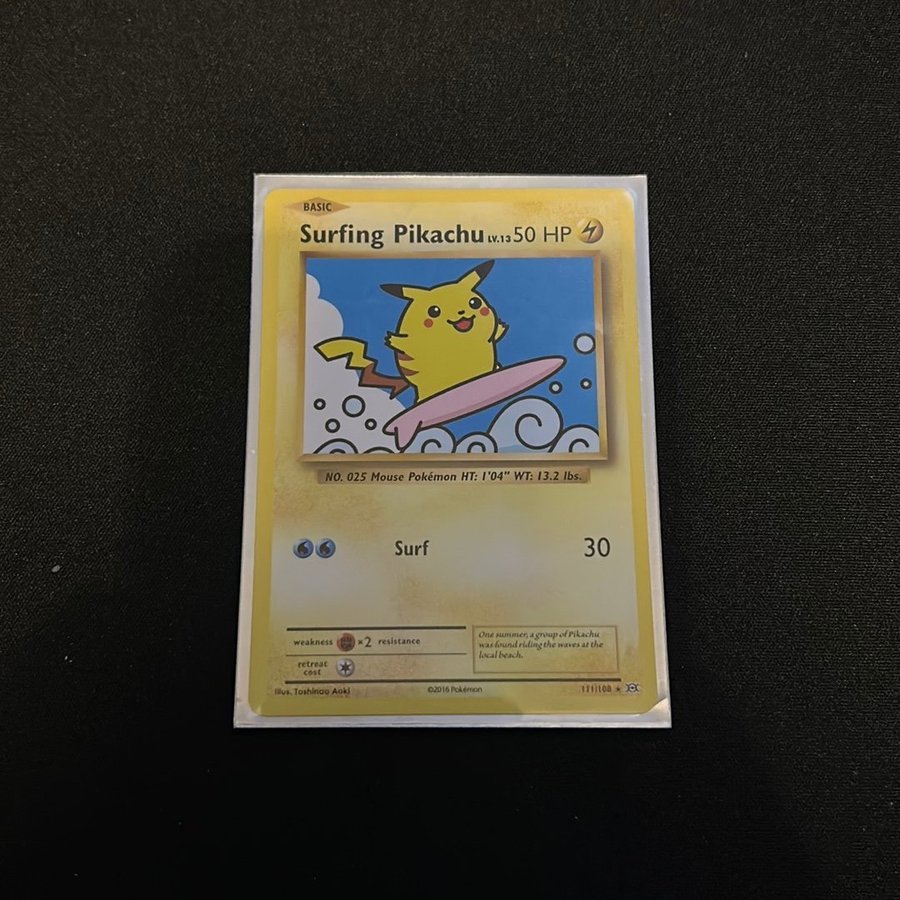 BASIC
Surfing Pikachu LV.13 50 HP
NO. 025 Mouse Pokémon HT: 1'04" WT: 13.2 lbs.
Surf 30
weakness ×2 resistance
One summer, a group of Pikachu
was found riding the waves at the
local beach.
retreat
cost
Illus. Toshinao Aoki ©2016 Pokémon 111/108 ★